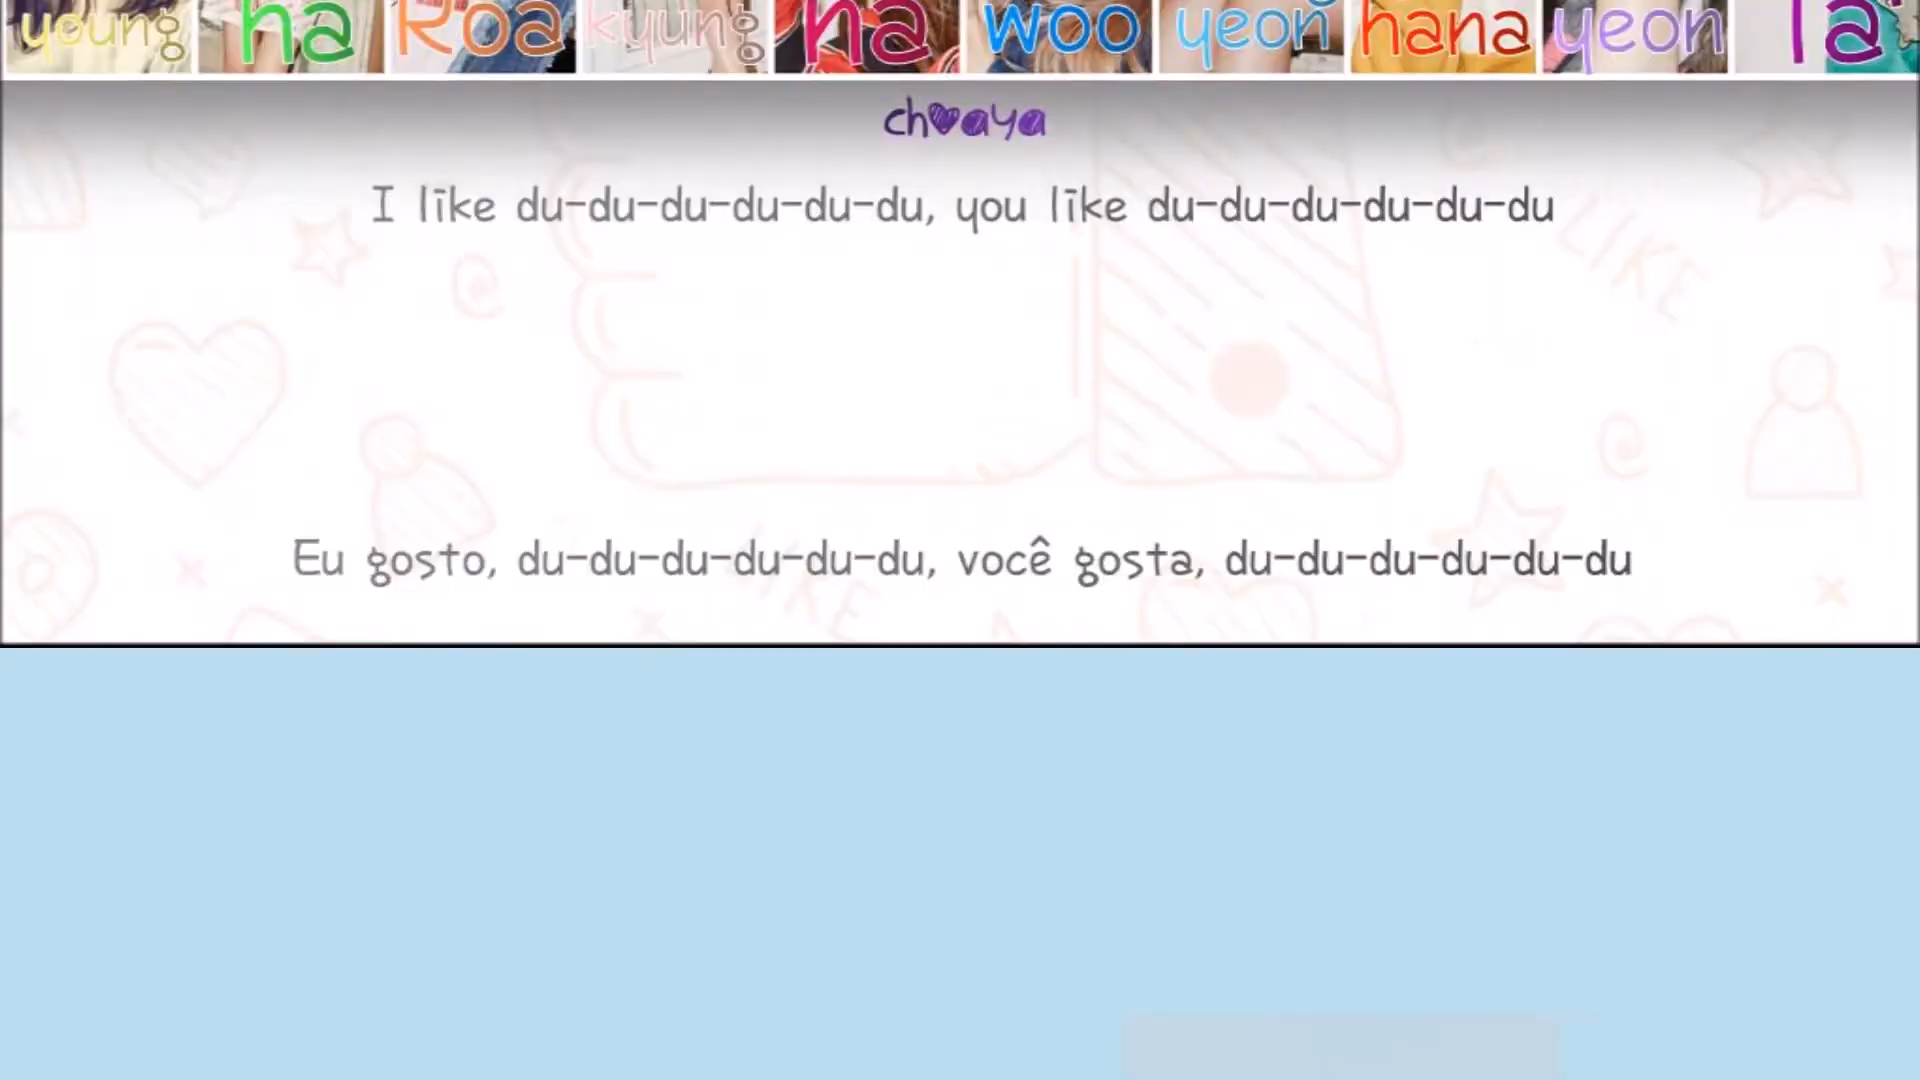 young ha Roa kyung na woo yeon hana yeon
choaya
I like du-du-du-du-du-du, you like du-du-du-du-du-du
LIKE
Eu gosto, du-du-du-du-du-du, você gosta, du-du-du-du-du-du